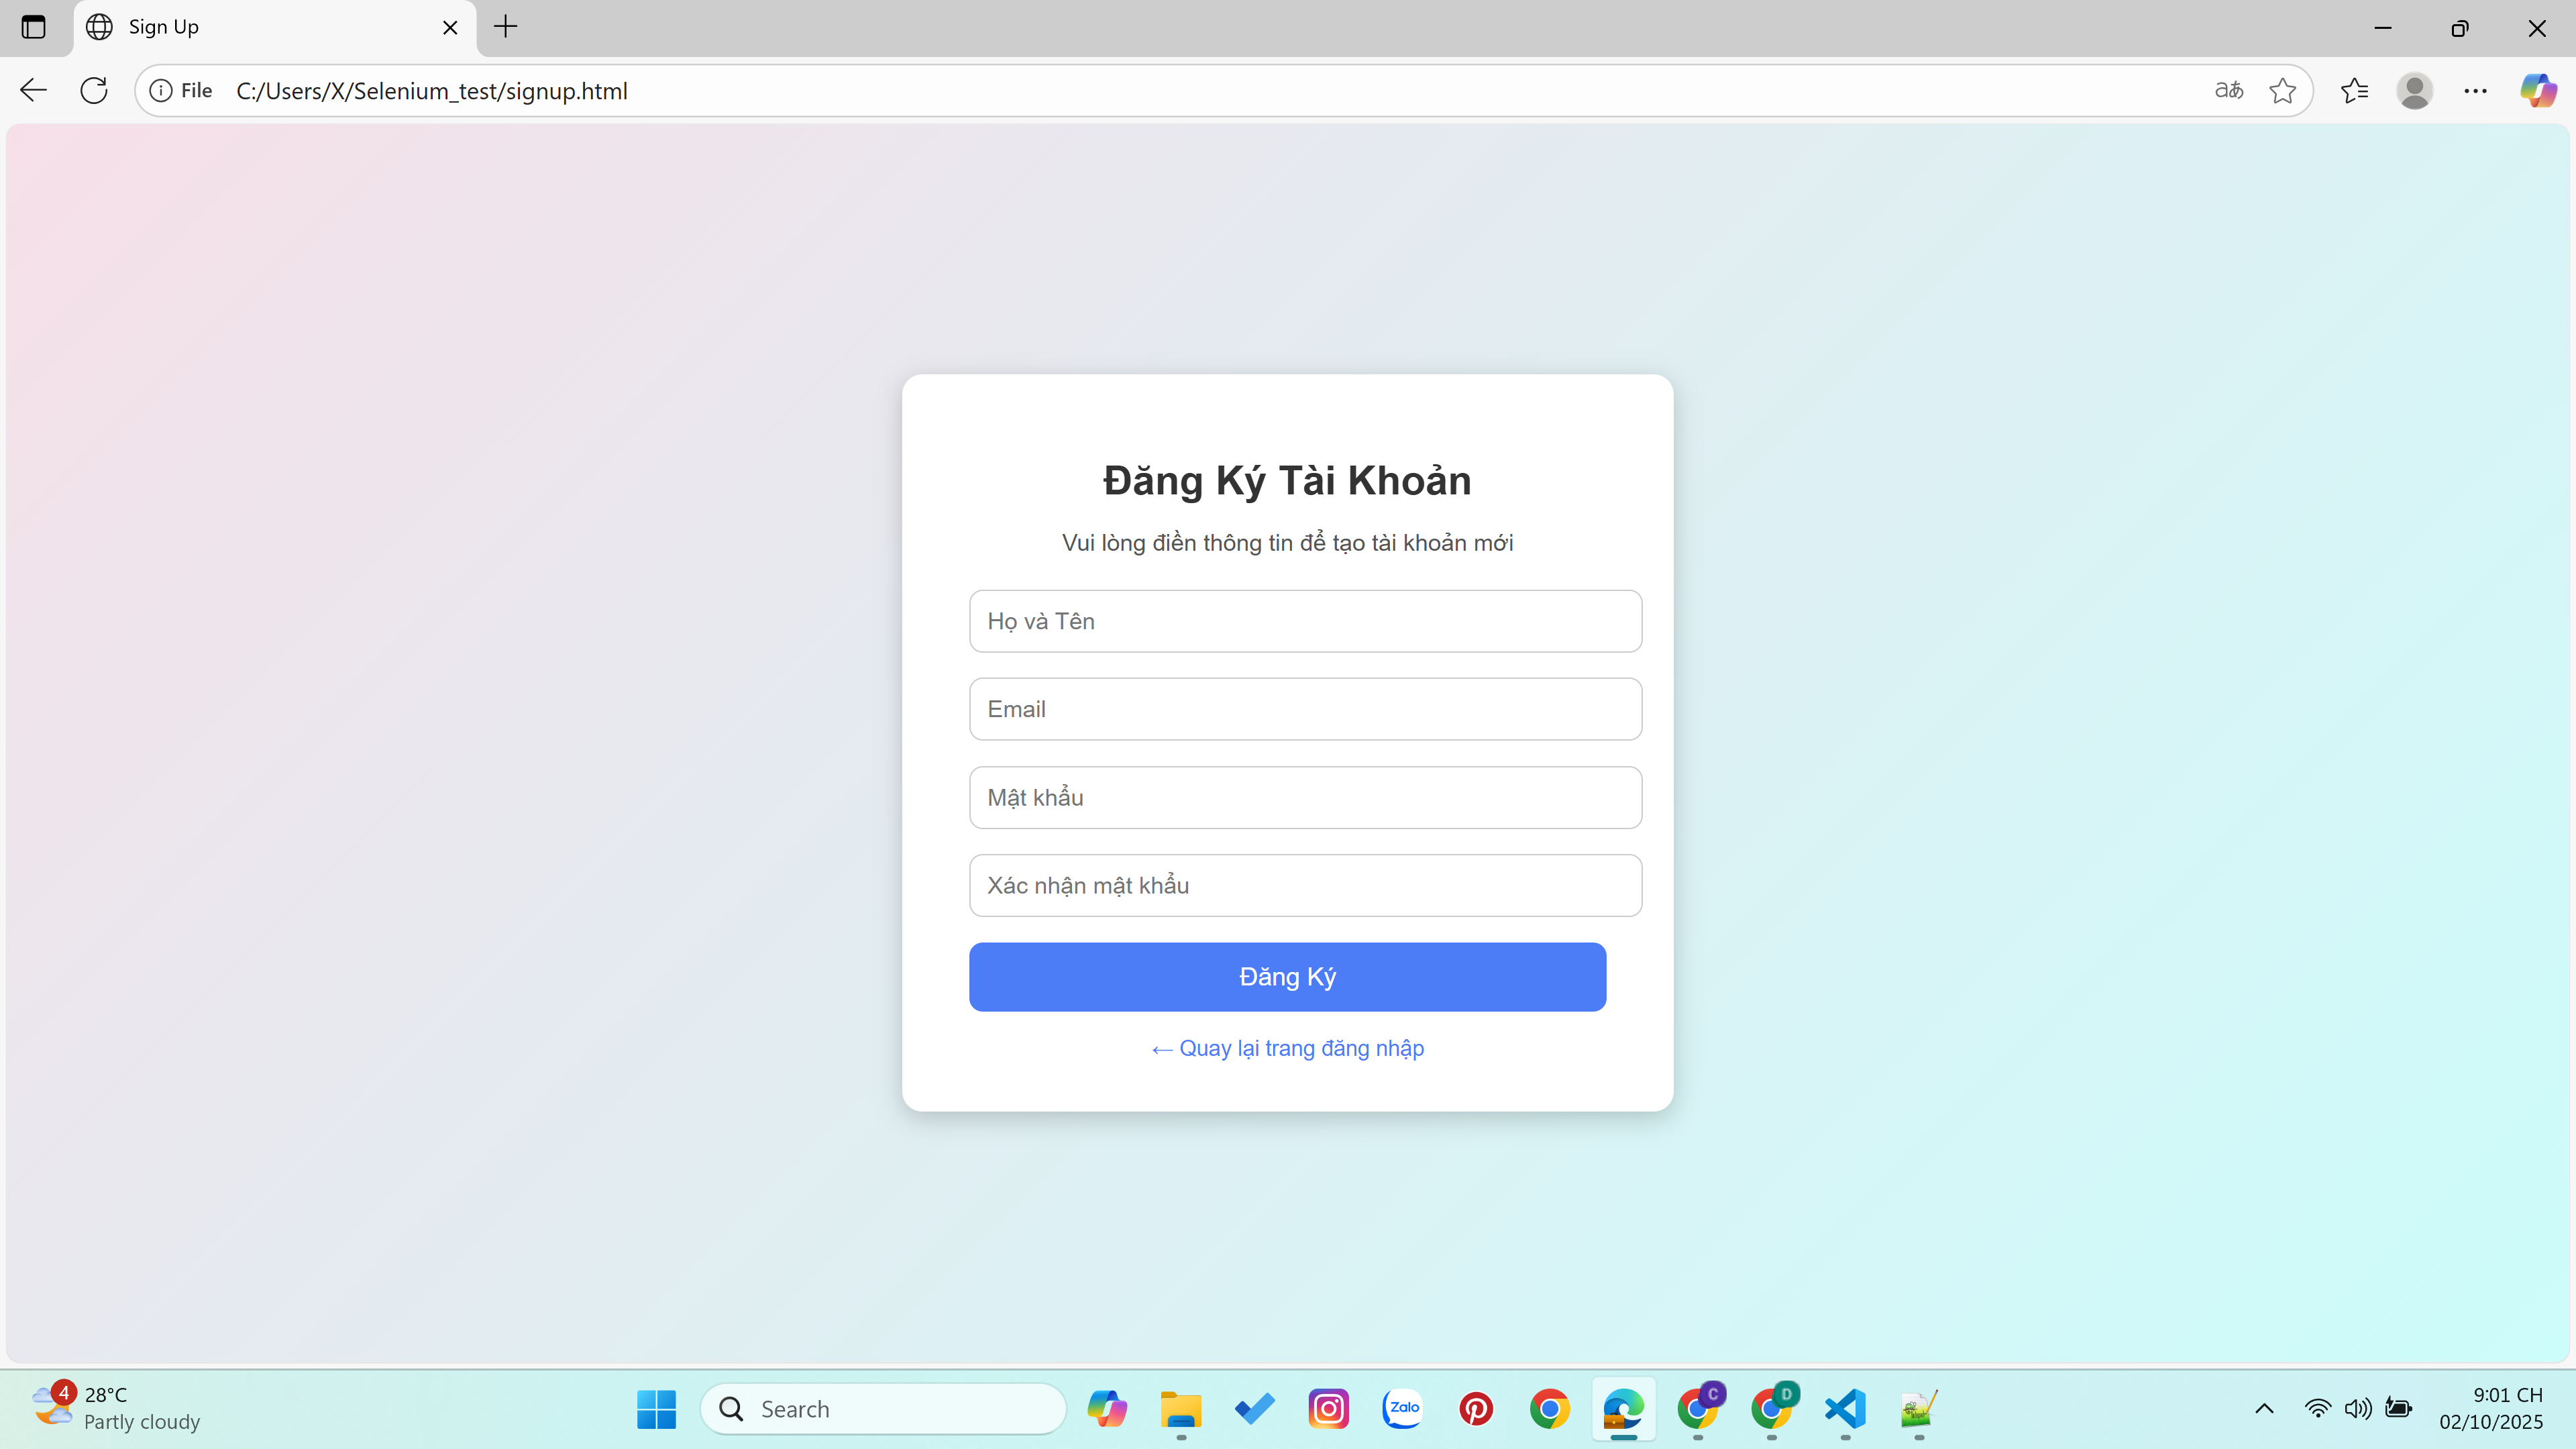 Sign Up
File C:/Users/X/Selenium_test/signup.html aあ
Đăng Ký Tài Khoản
Vui lòng điền thông tin để tạo tài khoản mới
Họ và Tên
Email
Mật khẩu
Xác nhận mật khẩu
Đăng Ký
← Quay lại trang đăng nhập
4
28°C
Partly cloudy
Search
Zalo
C
D
9:01 CH
02/10/2025